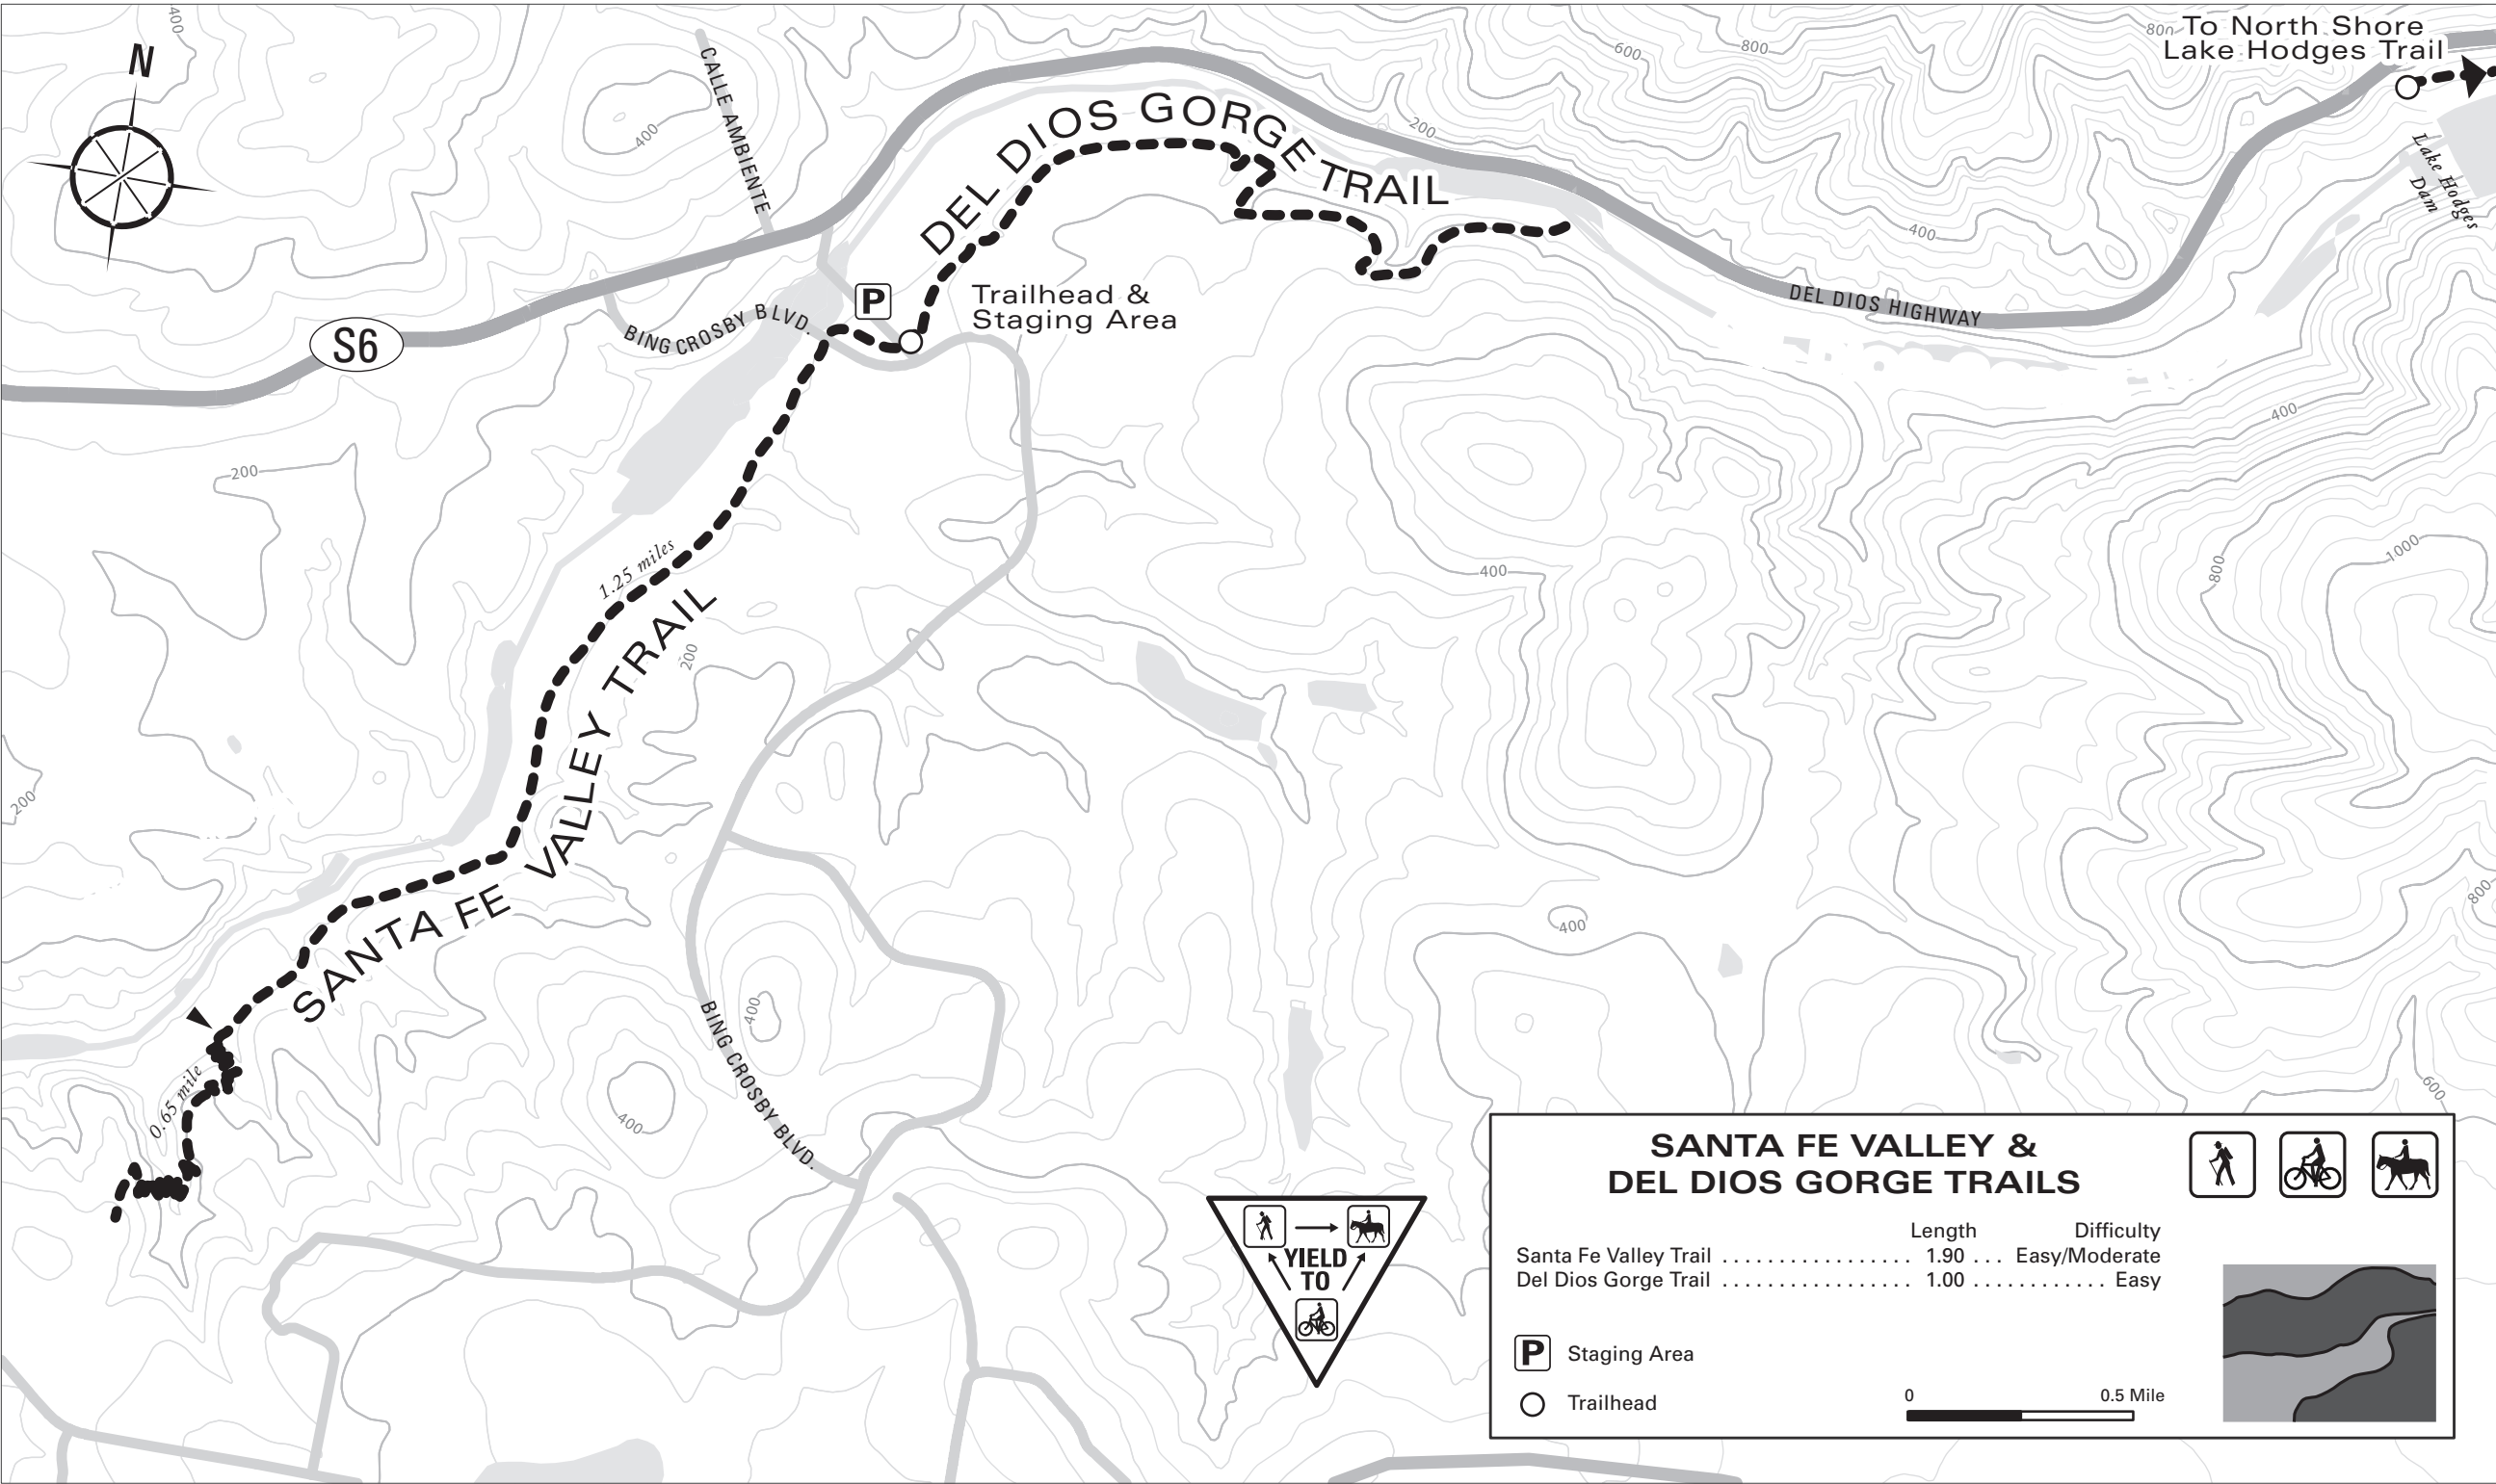 400
N
400
CALLE AMBIENTE
600
800
800
To North Shore
Lake Hodges Trail
DEL DIOS GORGE TRAIL
200
Lake Hodges
Dam
400
DEL DIOS HIGHWAY
S6
BING CROSBY BLVD.
P
Trailhead &
Staging Area
200
400
1.25 miles
400
800
1000
SANTA FE VALLEY TRAIL
200
200
400
800
400
BING CROSBY BLVD.
0.65 mile
400
600
YIELD
TO
SANTA FE VALLEY &
DEL DIOS GORGE TRAILS
Length Difficulty
Santa Fe Valley Trail ................. 1.90 ... Easy/Moderate
Del Dios Gorge Trail ................. 1.00 ............ Easy
P Staging Area
Trailhead
0 0.5 Mile